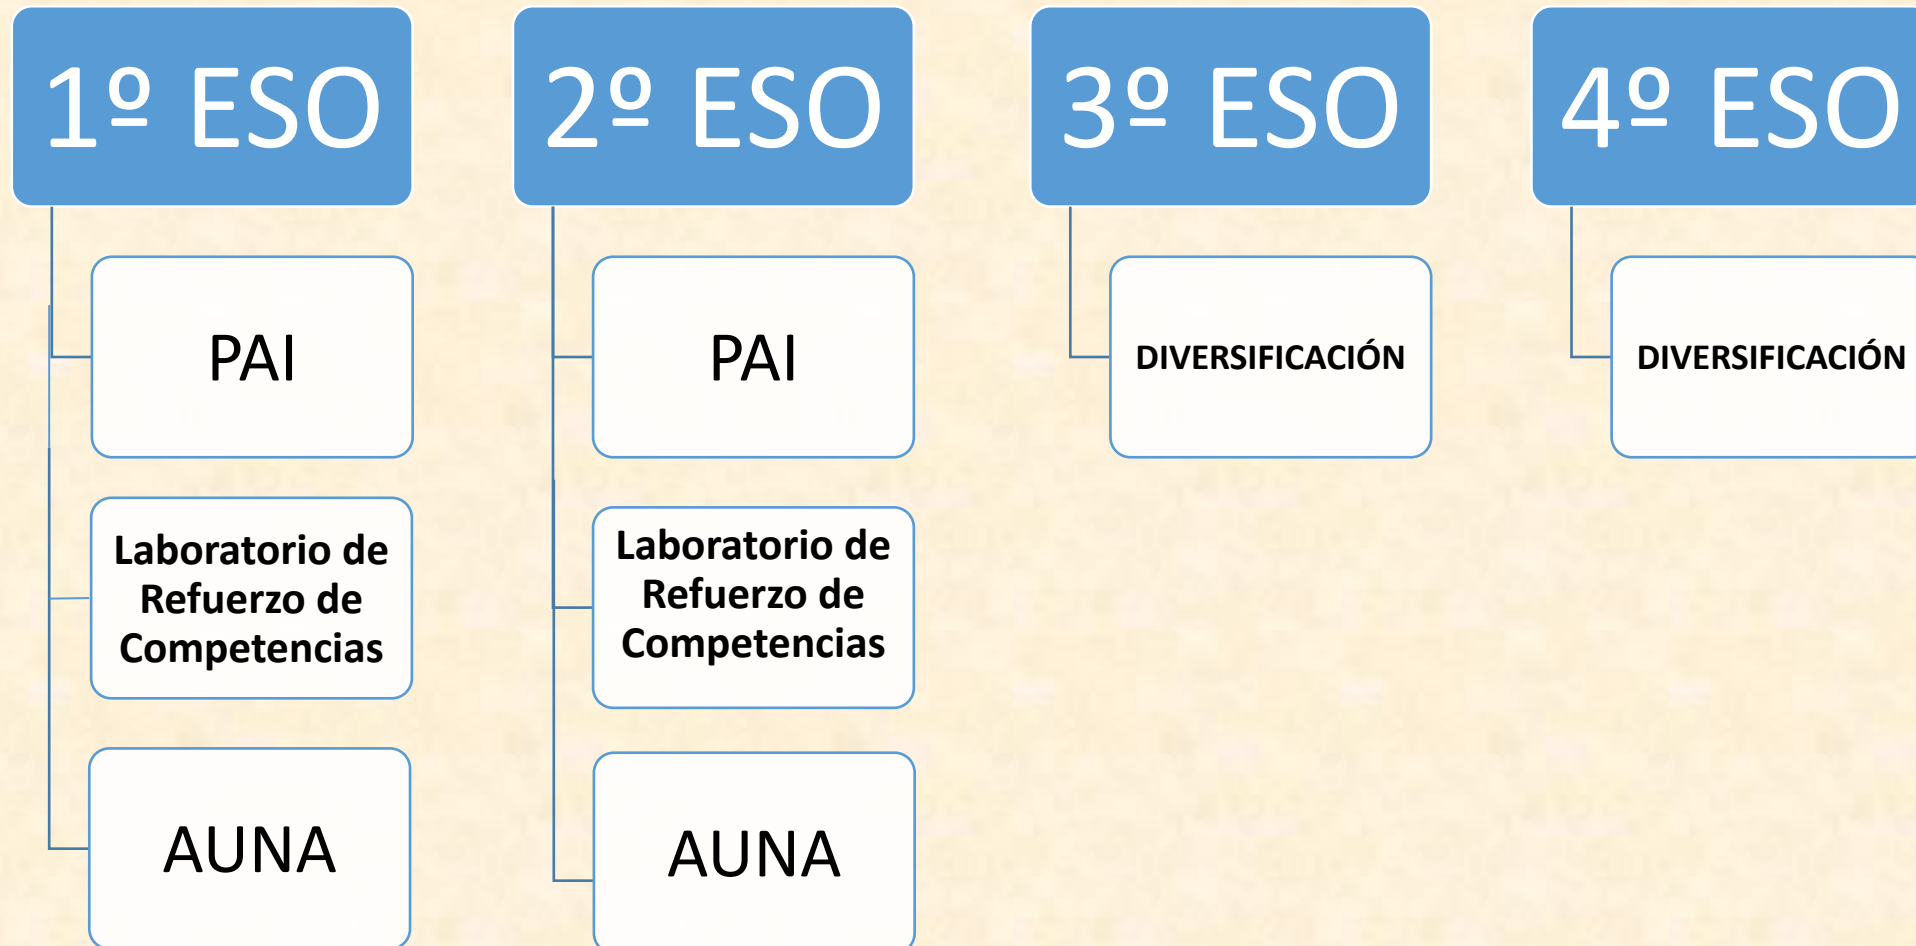 1º ESO
PAI
Laboratorio de
Refuerzo de
Competencias
AUNA
2º ESO
PAI
Laboratorio de
Refuerzo de
Competencias
AUNA
3º ESO
DIVERSIFICACIÓN
4º ESO
DIVERSIFICACIÓN